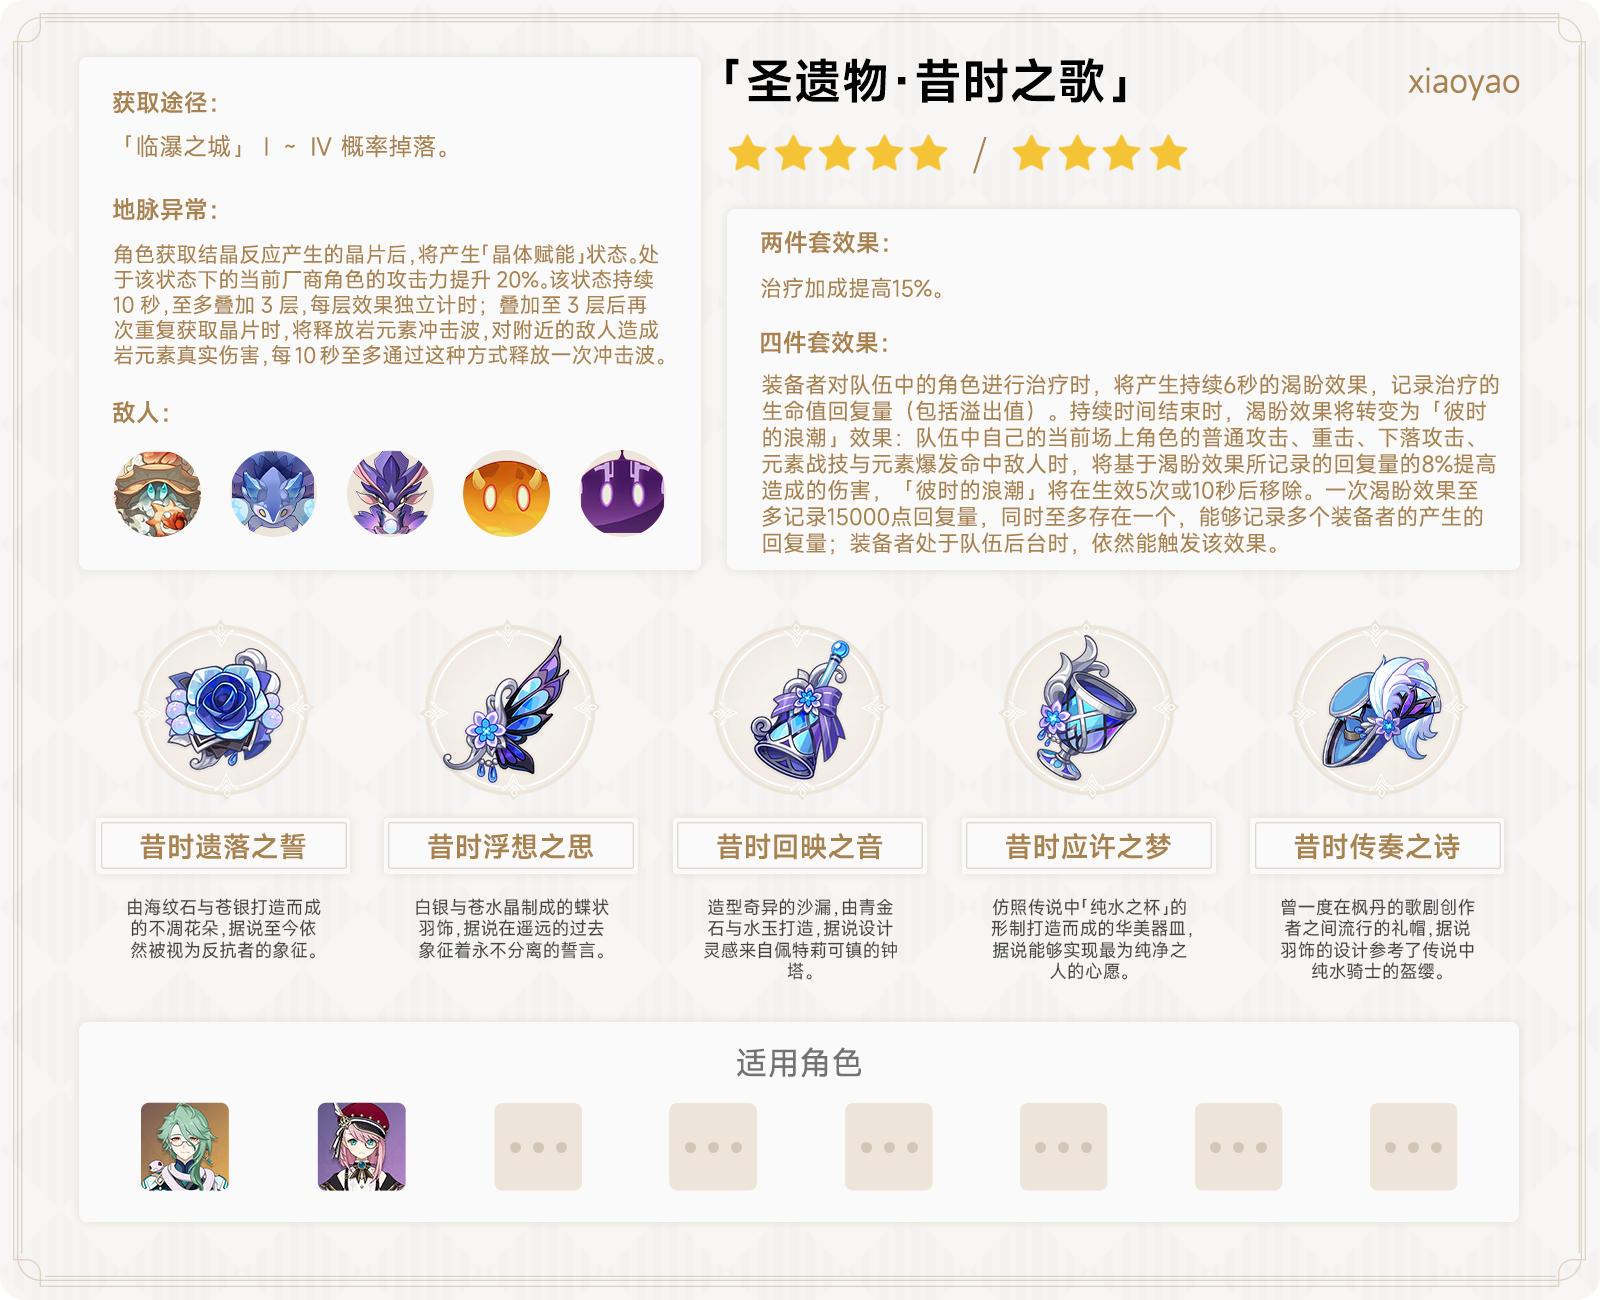 获取途径：
「临瀑之城」 Ⅰ ~ Ⅳ 概率掉落。
地脉异常：
角色获取结晶反应产生的晶片后，将产生「晶体赋能」状态。处
于该状态下的当前厂商角色的攻击力提升 20%。该状态持续
10 秒，至多叠加 3 层，每层效果独立计时；叠加至 3 层后再
次重复获取晶片时，将释放岩元素冲击波，对附近的敌人造成
岩元素真实伤害，每10秒至多通过这种方式释放一次冲击波。
敌人：
「圣遗物·昔时之歌」
xiaoyao
/
两件套效果：
治疗加成提高15%。
四件套效果：
装备者对队伍中的角色进行治疗时，将产生持续6秒的渴盼效果，记录治疗的
生命值回复量（包括溢出值）。持续时间结束时，渴盼效果将转变为「彼时
的浪潮」效果：队伍中自己的当前场上角色的普通攻击、重击、下落攻击、
元素战技与元素爆发命中敌人时，将基于渴盼效果所记录的回复量的8%提高
造成的伤害，「彼时的浪潮」将在生效5次或10秒后移除。一次渴盼效果至
多记录15000点回复量，同时至多存在一个，能够记录多个装备者的产生的
回复量；装备者处于队伍后台时，依然能触发该效果。
昔时遗落之誓
由海纹石与苍银打造而成
的不凋花朵，据说至今依
然被视为反抗者的象征。
昔时浮想之思
白银与苍水晶制成的蝶状
羽饰，据说在遥远的过去
象征着永不分离的誓言。
昔时回映之音
造型奇异的沙漏，由青金
石与水玉打造，据说设计
灵感来自佩特莉可镇的钟
塔。
昔时应许之梦
仿照传说中「纯水之杯」的
形制打造而成的华美器皿，
据说能够实现最为纯净之
人的心愿。
昔时传奏之诗
曾一度在枫丹的歌剧创作
者之间流行的礼帽，据说
羽饰的设计参考了传说中
纯水骑士的盔缨。
适用角色